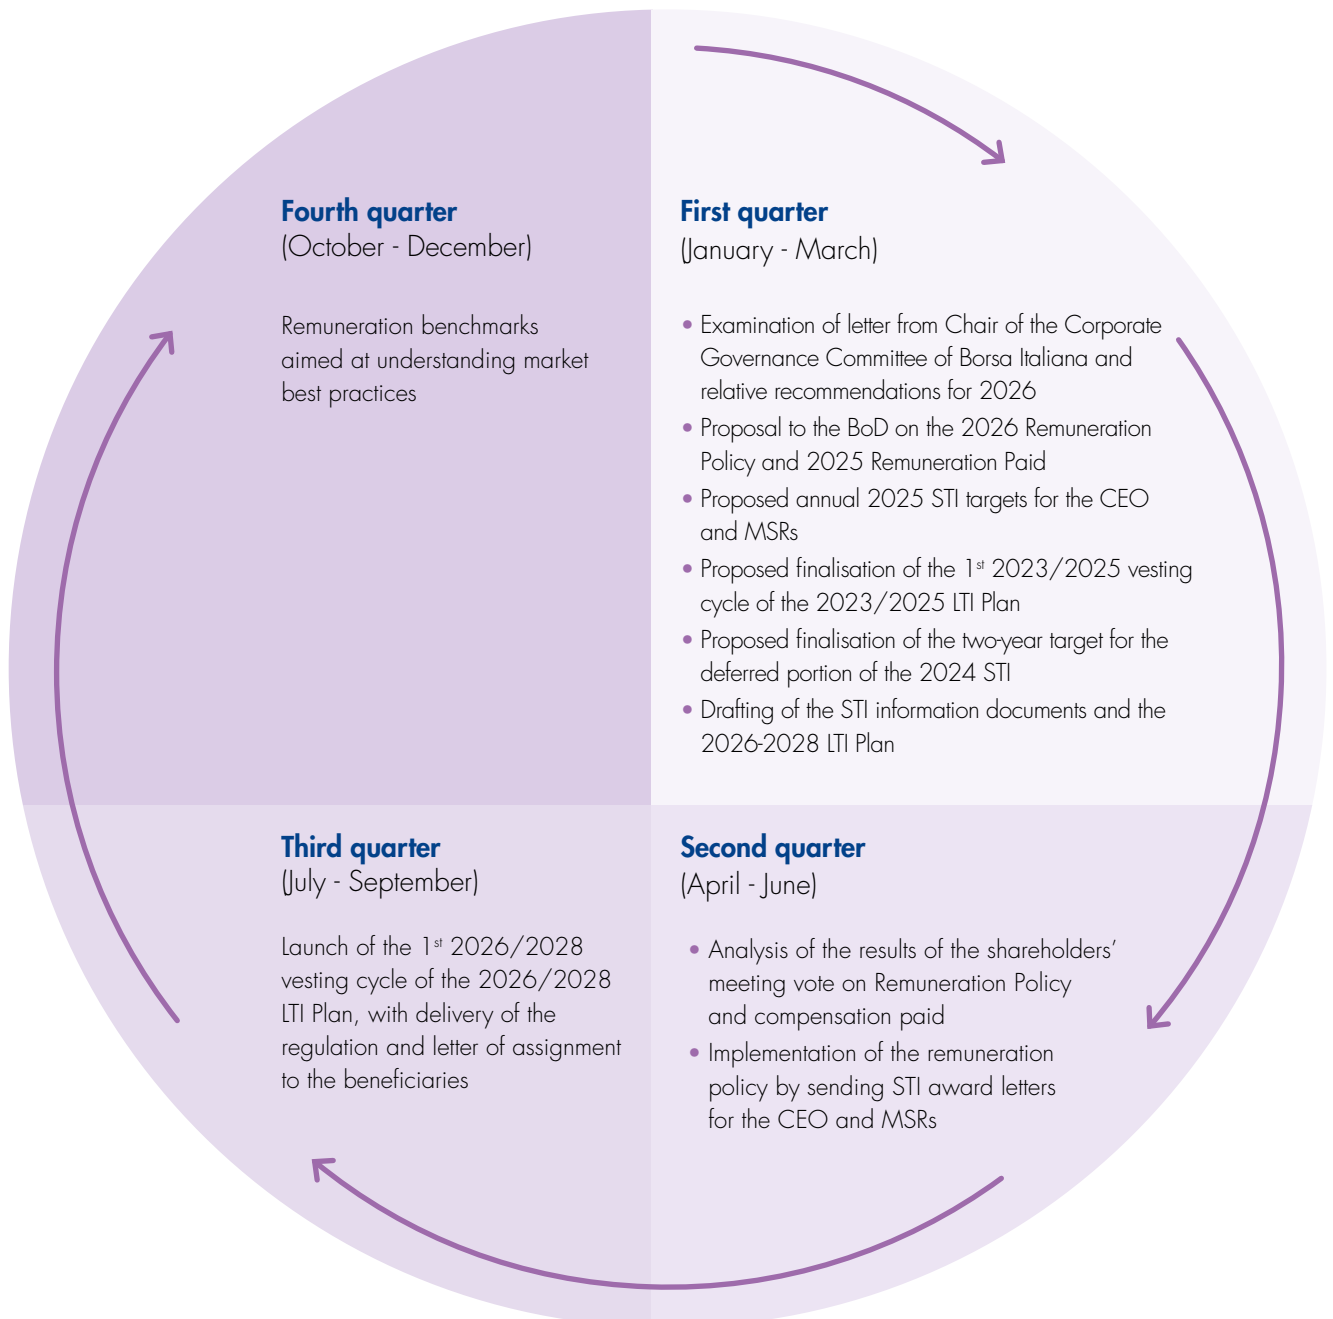 Fourth quarter
(October - December)
Remuneration benchmarks
aimed at understanding market
best practices
First quarter
(January - March)
• Examination of letter from Chair of the Corporate
Governance Committee of Borsa Italiana and
relative recommendations for 2026
• Proposal to the BoD on the 2026 Remuneration
Policy and 2025 Remuneration Paid
• Proposed annual 2025 STI targets for the CEO
and MSRs
• Proposed finalisation of the 1st 2023/2025 vesting
cycle of the 2023/2025 LTI Plan
• Proposed finalisation of the two-year target for the
deferred portion of the 2024 STI
• Drafting of the STI information documents and the
2026-2028 LTI Plan
Third quarter
(July - September)
Launch of the 1st 2026/2028
vesting cycle of the 2026/2028
LTI Plan, with delivery of the
regulation and letter of assignment
to the beneficiaries
Second quarter
(April - June)
• Analysis of the results of the shareholders’
meeting vote on Remuneration Policy
and compensation paid
• Implementation of the remuneration
policy by sending STI award letters
for the CEO and MSRs